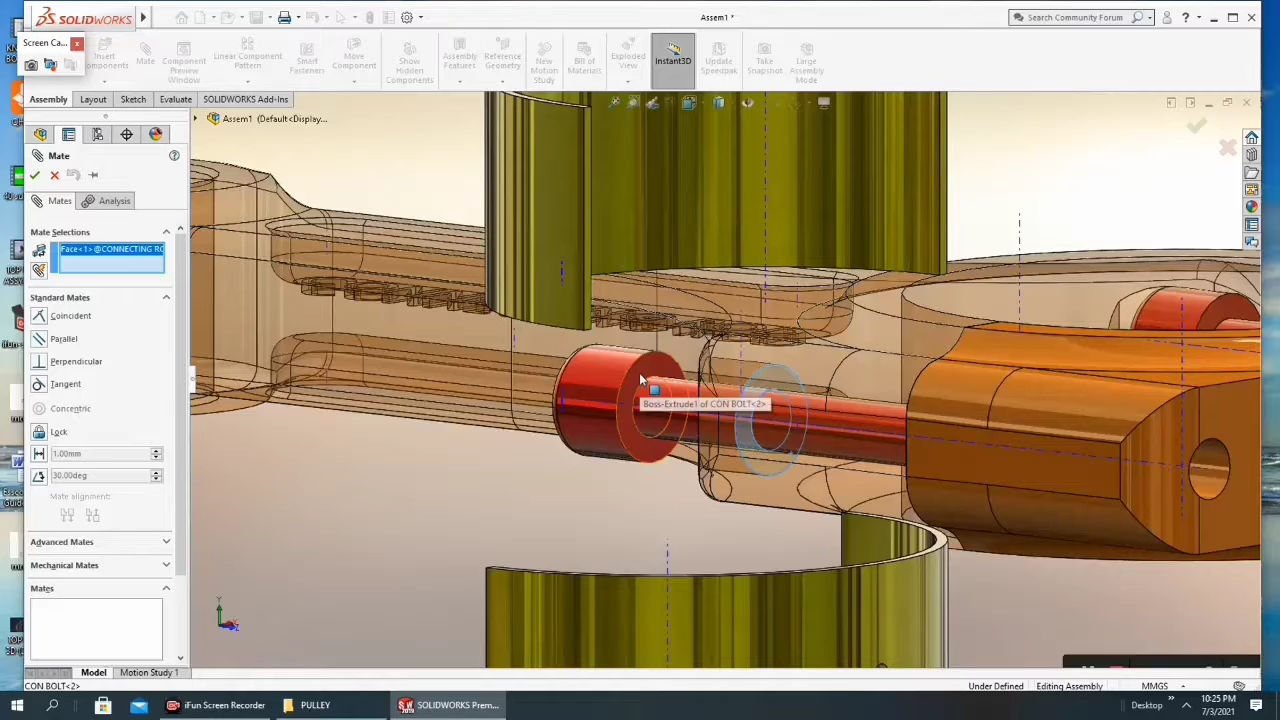 SOLIDWORKS
Assem1 *
Search Community Forum
?
Screen Ca...
x
Insert
Components
Mate
Component
Preview
Window
Linear Component
Pattern
Smart
Fasteners
Move
Component
Show
Hidden
Components
Assembly
Features
Reference
Geometry
New
Motion
Study
Bill of
Materials
Exploded
View
Instant3D
Update
Speedpak
Take
Snapshot
Large
Assembly
Mode
Assembly
Layout
Sketch
Evaluate
SOLIDWORKS Add-Ins
Assem1 (Default<Display...
Mate
Mates
Analysis
Mate Selections
Face<1>@CONNECTING RO
Standard Mates
Coincident
Parallel
Perpendicular
Tangent
Concentric
Lock
1.00mm
30.00deg
Mate alignment:
Advanced Mates
Mechanical Mates
Mates
Boss-Extrude1 of CON BOLT<2>
Y
Model
Motion Study 1
CON BOLT<2>
Under Defined
Editing Assembly
MMGS
iFun Screen Recorder
PULLEY
SOLIDWORKS Prem...
Desktop
10:25 PM
7/3/2021